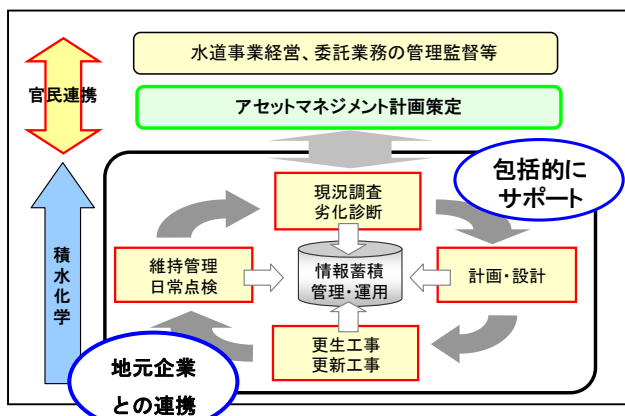 水道事業経営、委託業務の管理監督等
官民連携
アセットマネジメント計画策定
包括的に
サポート
現況調査
劣化診断
積水化学
維持管理
日常点検
情報蓄積
管理・運用
計画・設計
更生工事
更新工事
地元企業
との連携